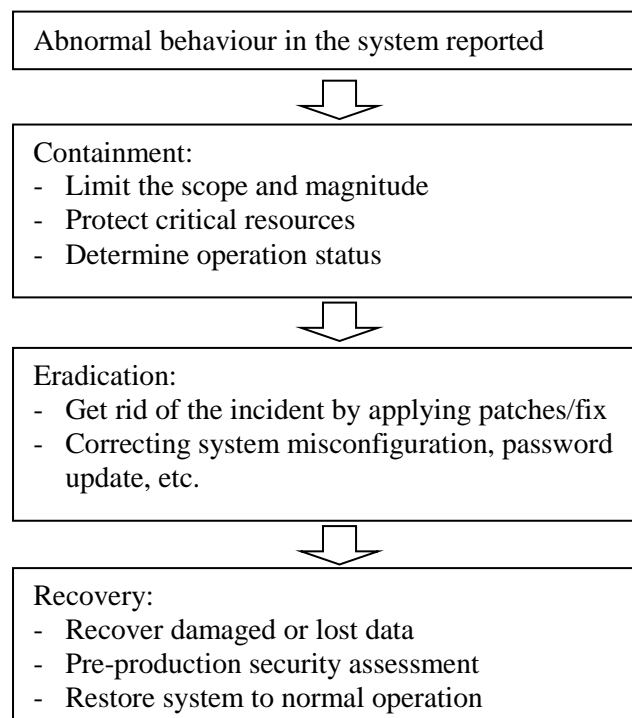 Abnormal behaviour in the system reported
Containment:
- Limit the scope and magnitude
- Protect critical resources
- Determine operation status
Eradication:
- Get rid of the incident by applying patches/fix
- Correcting system misconfiguration, password
update, etc.
Recovery:
- Recover damaged or lost data
- Pre-production security assessment
- Restore system to normal operation